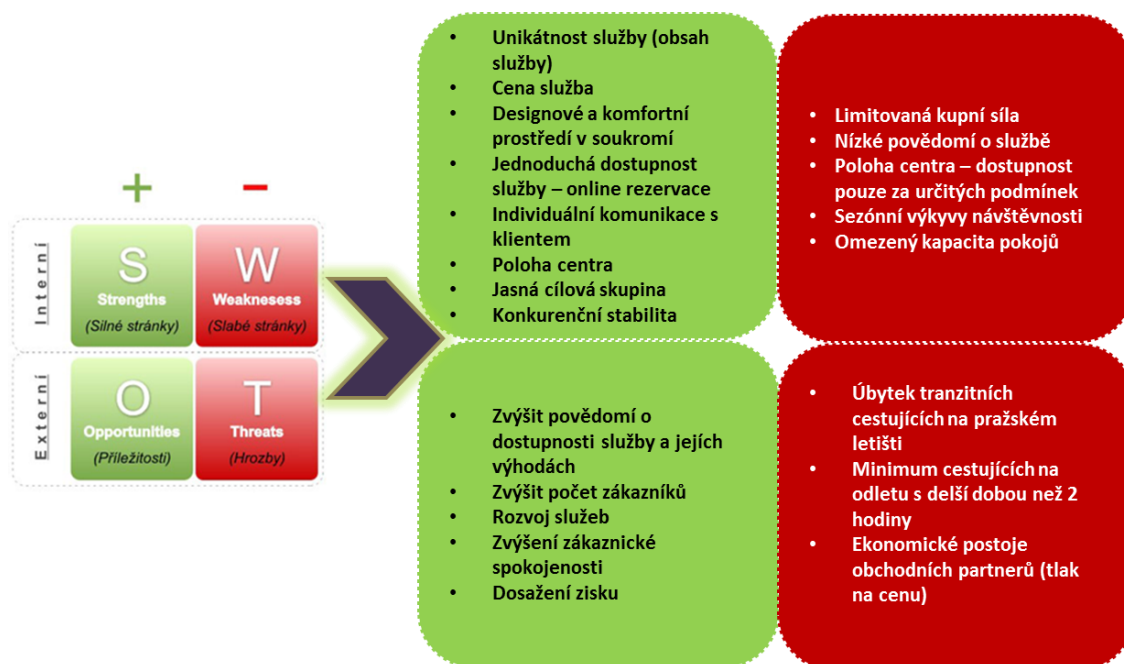 +
−
Interní
S
Strengths
(Silné stránky)
W
Weaknesess
(Slabé stránky)
Externí
O
Opportunities
(Příležitosti)
T
Threats
(Hrozby)
• Unikátnost služby (obsah
služby)
• Cena služba
• Designové a komfortní
prostředí v soukromí
• Jednoduchá dostupnost
služby – online rezervace
• Individuální komunikace s
klientem
• Poloha centra
• Jasná cílová skupina
• Konkurenční stabilita
• Limitovaná kupní síla
• Nízké povědomí o službě
• Poloha centra – dostupnost
pouze za určitých podmínek
• Sezónní výkyvy návštěvnosti
• Omezený kapacita pokojů
• Zvýšit povědomí o
dostupnosti služby a jejích
výhodách
• Zvýšit počet zákazníků
• Rozvoj služeb
• Zvýšení zákaznické
spokojenosti
• Dosažení zisku
• Úbytek tranzitních
cestujících na pražském
letišti
• Minimum cestujících na
odletu s delší dobou než 2
hodiny
• Ekonomické postoje
obchodních partnerů (tlak
na cenu)